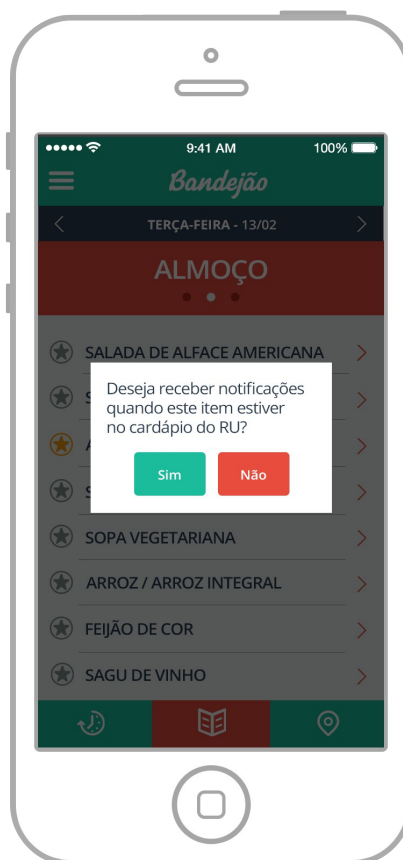 9:41 AM
100%
Bandejão
TERÇA-FEIRA - 13/02
ALMOÇO
SALADA DE ALFACE AMERICANA
Deseja receber notificações
quando este item estiver
no cardápio do RU?
Sim
Não
SOPA VEGETARIANA
ARROZ / ARROZ INTEGRAL
FEIJÃO DE COR
SAGU DE VINHO